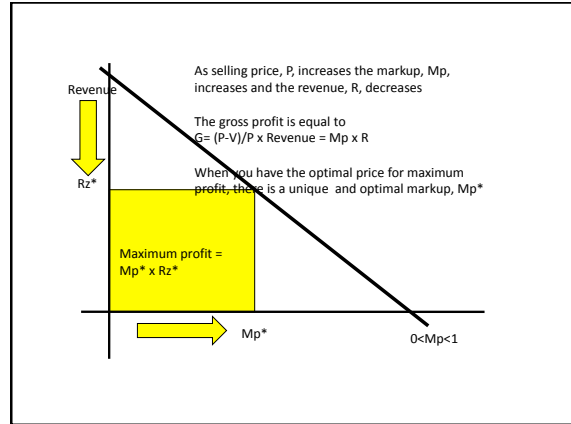 As selling price, P, increases the markup, Mp,
increases and the revenue, R, decreases
Revenue
The gross profit is equal to
G= (P-V)/P x Revenue = Mp x R
When you have the optimal price for maximum
profit, there is a unique and optimal markup, Mp*
Rz*
Maximum profit =
Mp* x Rz*
Mp*
0<Mp<1